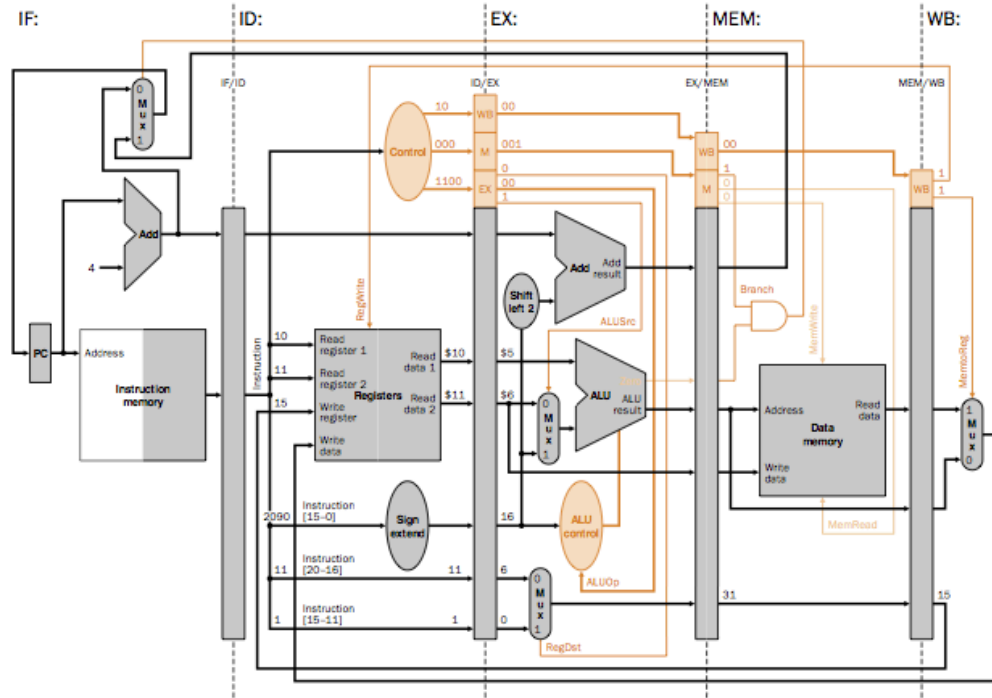 IF:
ID:
EX:
MEM:
WB:
IF/ID
ID/EX
EX/MEM
MEM/WB
0
Mux
1
Add
4
PC
Address
Instruction
memory
Instruction
Control
10
000
1100
WB
M
EX
00
001
0
00
1
WB
M
00
1
0
0
WB
1
1
RegWrite
10
11
15
Read
register 1
Read
register 2
Write
register
Write
data
Registers
Read
data 1
Read
data 2
$10
$11
$5
$6
Shift
left 2
Add
Add
result
ALUSrc
0
Mux
1
ALU
Zero
ALU
result
Branch
MemWrite
Address
Write
data
Data
memory
Read
data
MemRead
MemtoReg
1
Mux
0
2090
Instruction
[15–0]
Sign
extend
16
ALU
control
ALUOp
11
Instruction
[20–16]
11
6
1
Instruction
[15–11]
1
0
0
Mux
1
RegDst
31
15